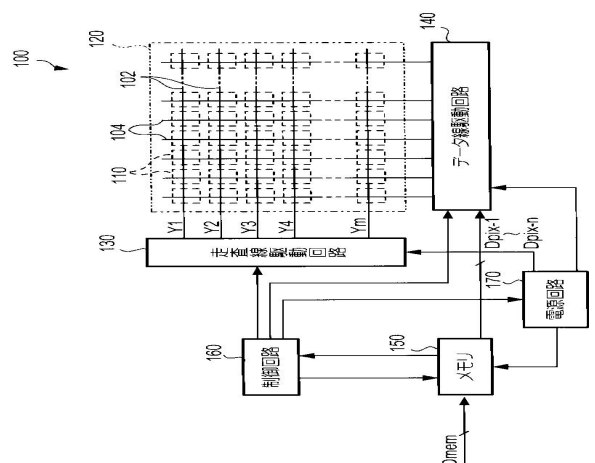 100
120
102
104
110
Y1
Y2
Y3
Y4
Ym
130
走査線駆動回路
140
データ線駆動回路
Dpix-1
~
Dpix-n
160
制御回路
150
メモリ
170
電源回路
Dmem